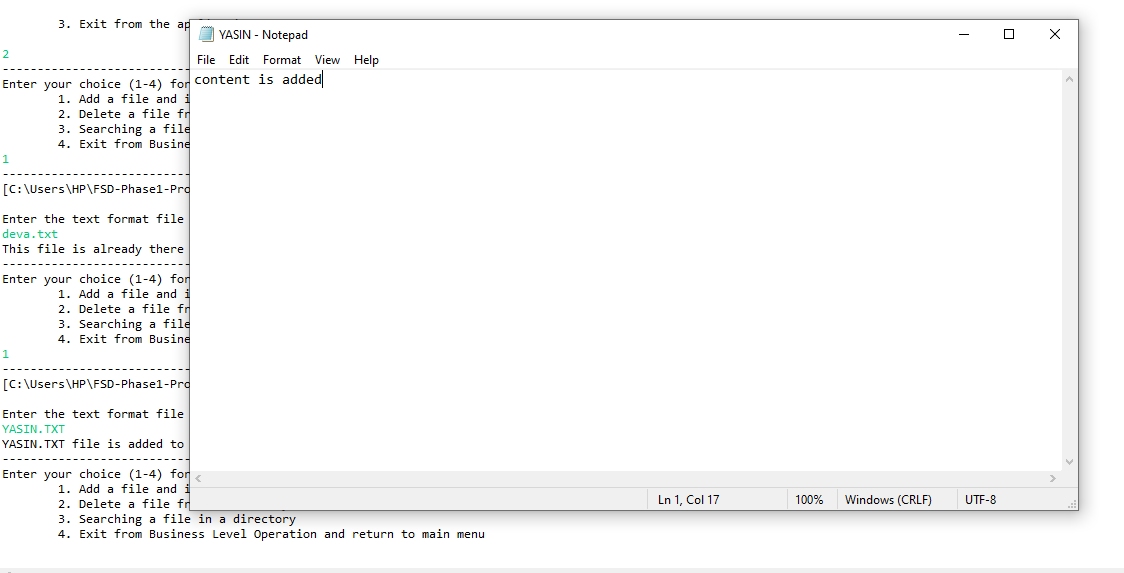 3. Exit from the ap
2
Enter your choice (1-4) for
1. Add a file and i
2. Delete a file fr
3. Searching a file
4. Exit from Busine
1
[C:\Users\HP\FSD-Phase1-Pro
Enter the text format file
deva.txt
This file is already there
Enter your choice (1-4) for
1. Add a file and i
2. Delete a file fr
3. Searching a file
4. Exit from Busine
1
[C:\Users\HP\FSD-Phase1-Pro
Enter the text format file
YASIN.TXT
YASIN.TXT file is added to
Enter your choice (1-4) for
1. Add a file and i
2. Delete a file fr
3. Searching a file in a directory
4. Exit from Business Level Operation and return to main menu
YASIN - Notepad
File Edit Format View Help
content is added
Ln 1, Col 17 100% Windows (CRLF) UTF-8